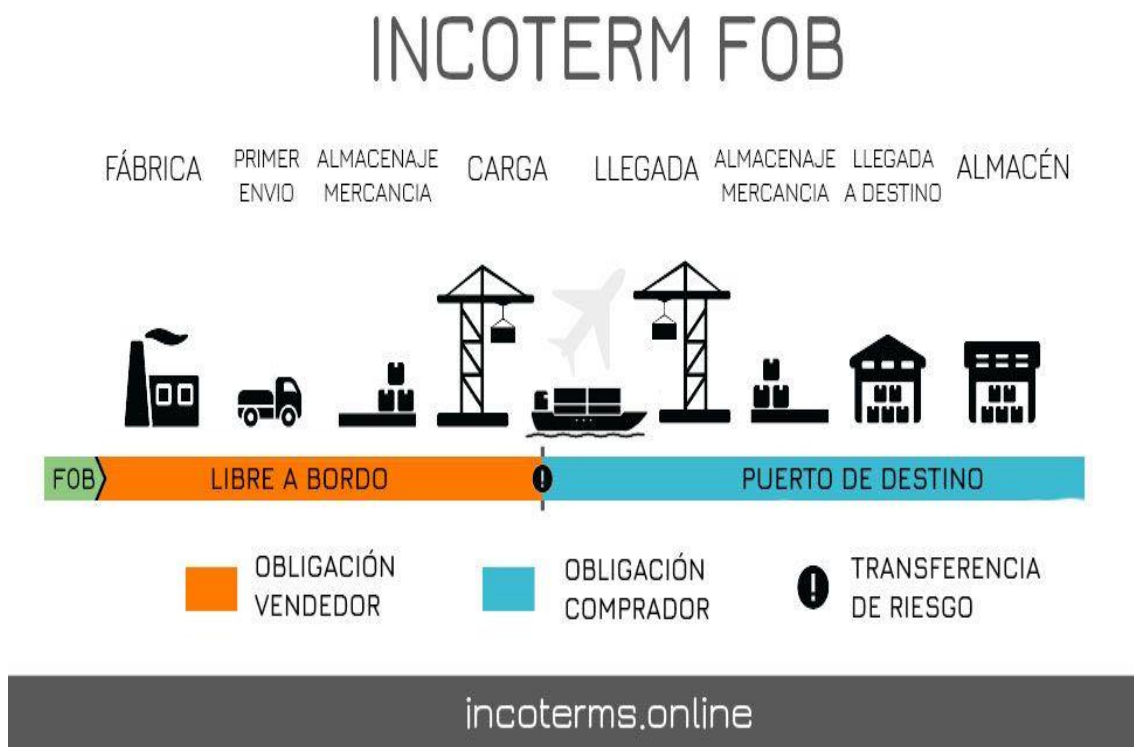 INCOTERM FOB
FÁBRICA
PRIMER
ENVIO
ALMACENAJE
MERCANCIA
CARGA
LLEGADA
ALMACENAJE
MERCANCIA
LLEGADA
A DESTINO
ALMACÉN
FOB
LIBRE A BORDO
PUERTO DE DESTINO
OBLIGACIÓN
VENDEDOR
OBLIGACIÓN
COMPRADOR
TRANSFERENCIA
DE RIESGO
incoterms.online